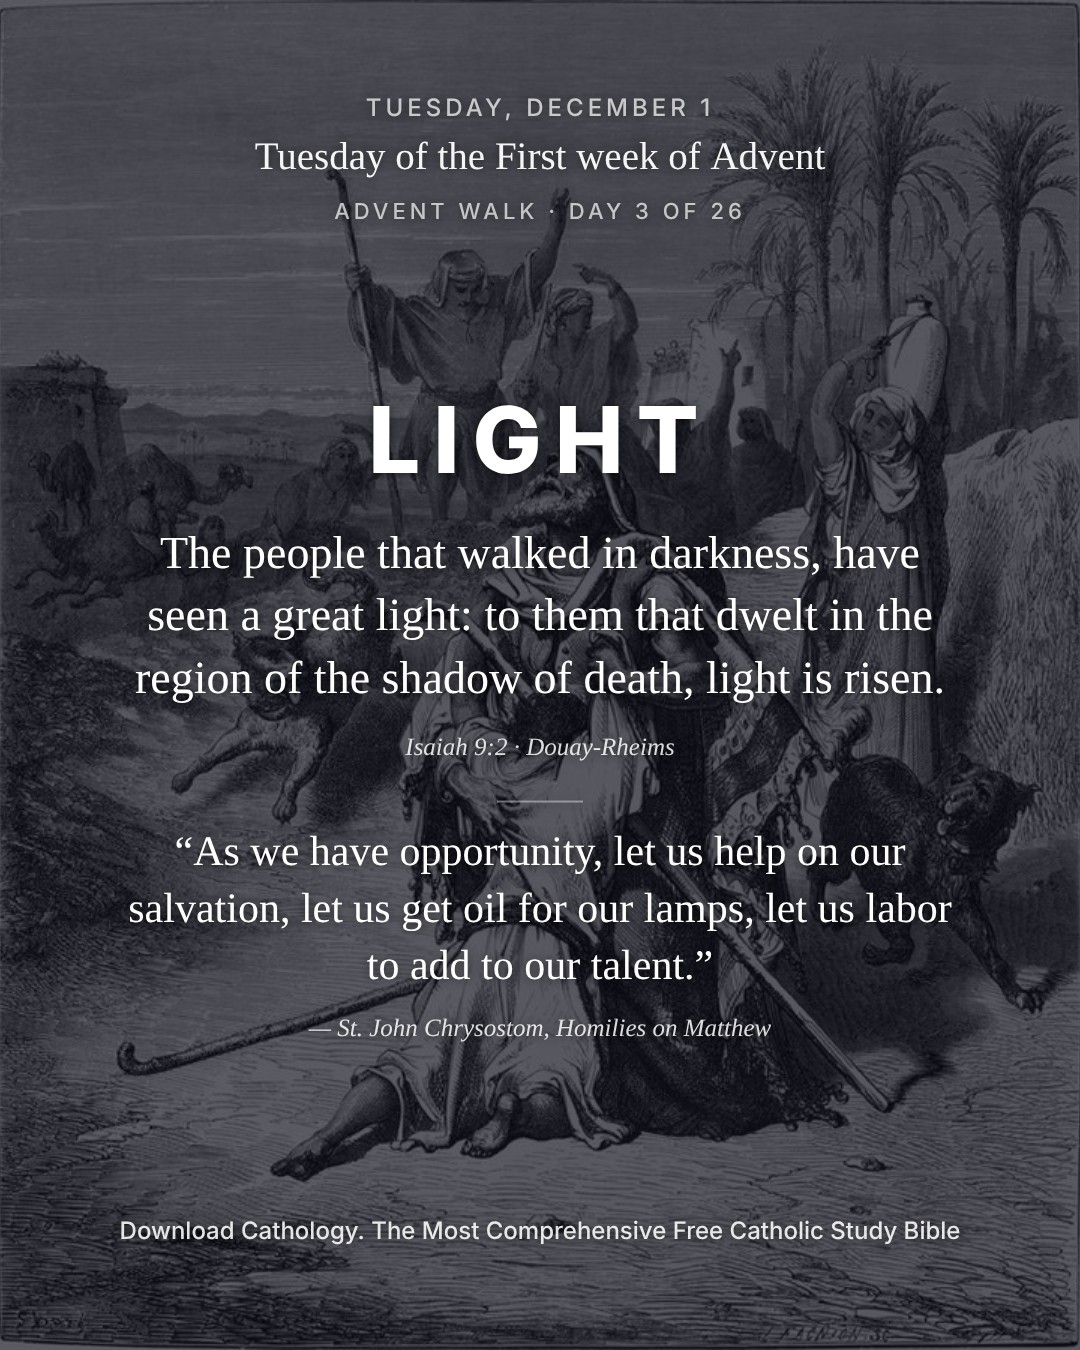 TUESDAY, DECEMBER 1
Tuesday of the First week of Advent
ADVENT WALK · DAY 3 OF 26
LIGHT
The people that walked in darkness, have
seen a great light: to them that dwelt in the
region of the shadow of death, light is risen.
Isaiah 9:2 · Douay-Rheims
“As we have opportunity, let us help on our
salvation, let us get oil for our lamps, let us labor
to add to our talent.”
— St. John Chrysostom, Homilies on Matthew
Download Cathology. The Most Comprehensive Free Catholic Study Bible